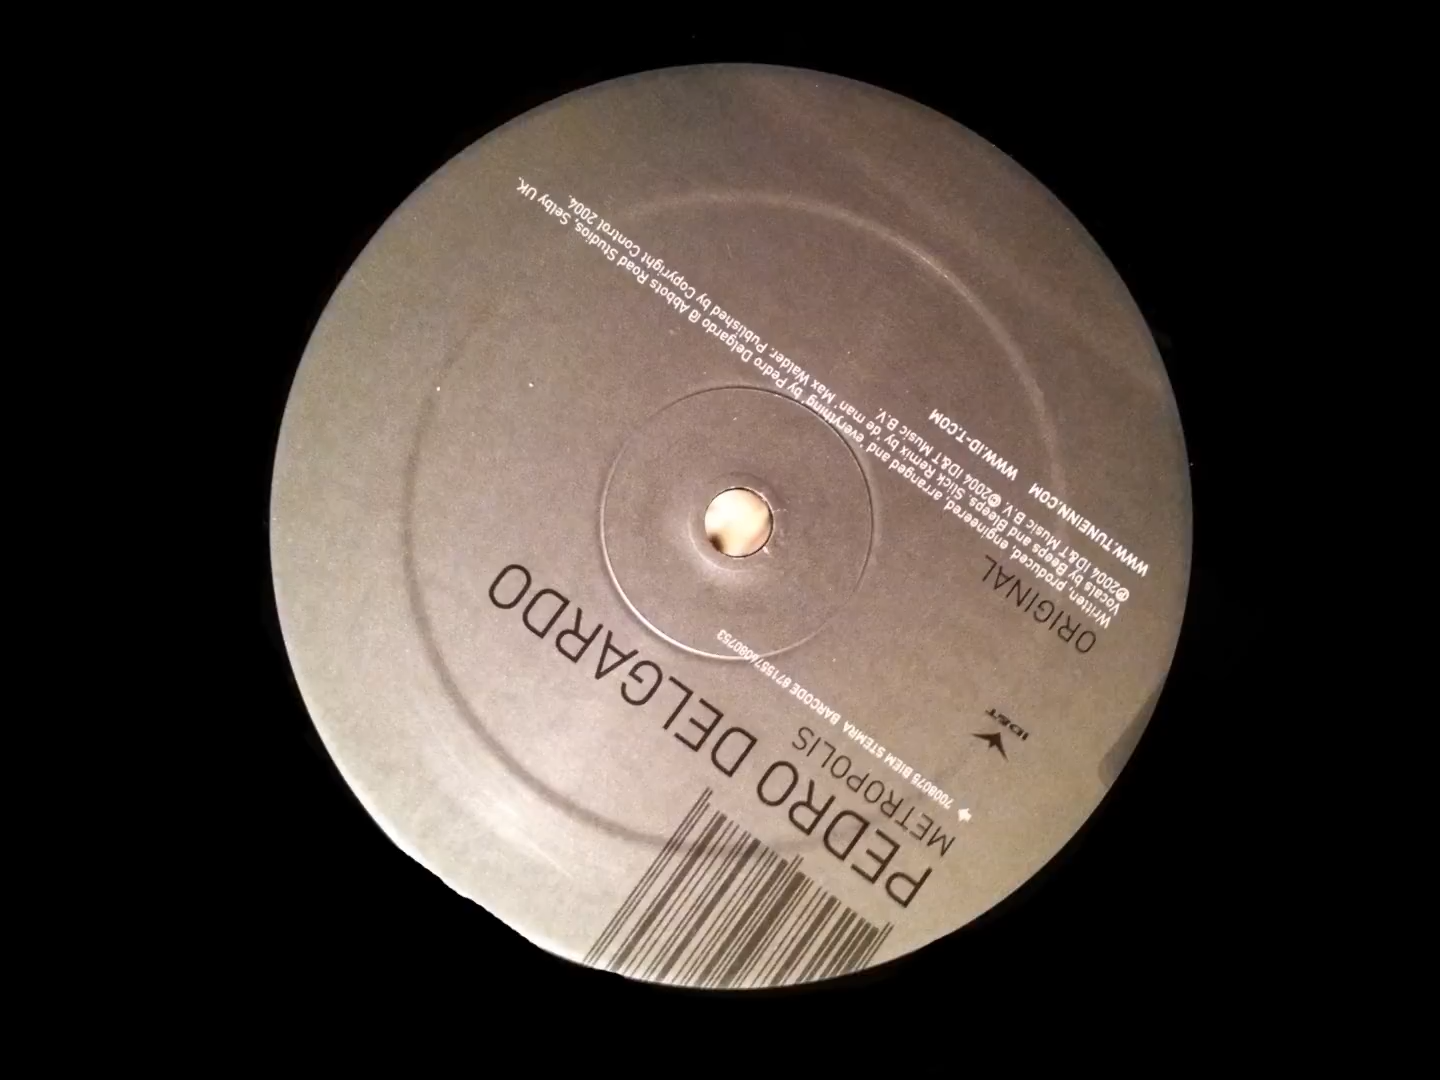 PEDRO DELGARDO
METROPOLIS
7008075 BIEM STEMRA BARCODE 8715576080753
ID&T
ORIGINAL
Written, produced, engineered, arranged and 'everything' by Pedro Delgardo @ Abbots Road Studios, Selby UK.
Vocals by Beeps and Bleeps. Slick Remix by 'de man' Max Walder. Published by Copyright Control 2004.
℗2004 ID&T Music B.V. ©2004 ID&T Music B.V.
WWW.TUNEINN.COM WWW.ID-T.COM